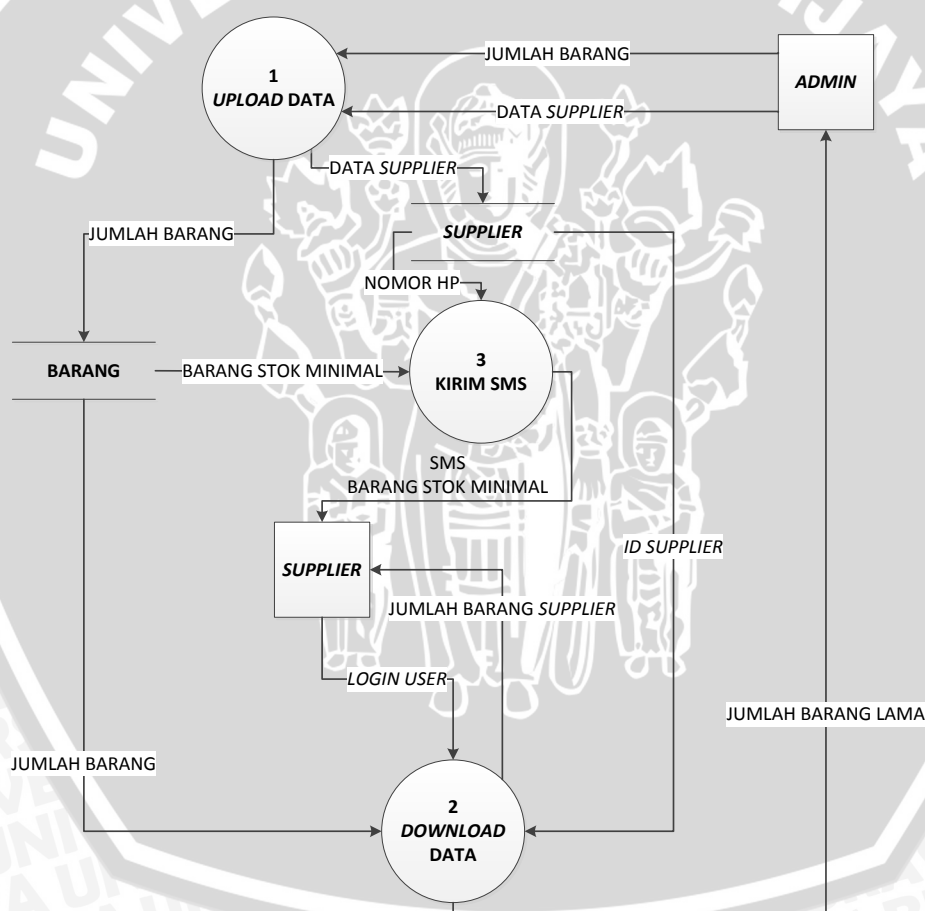 JUMLAH BARANG
1
UPLOAD DATA
ADMIN
DATA SUPPLIER
DATA SUPPLIER
SUPPLIER
JUMLAH BARANG
NOMOR HP
BARANG
BARANG STOK MINIMAL
3
KIRIM SMS
SMS
BARANG STOK MINIMAL
ID SUPPLIER
SUPPLIER
JUMLAH BARANG SUPPLIER
LOGIN USER
JUMLAH BARANG LAMA
JUMLAH BARANG
2
DOWNLOAD
DATA